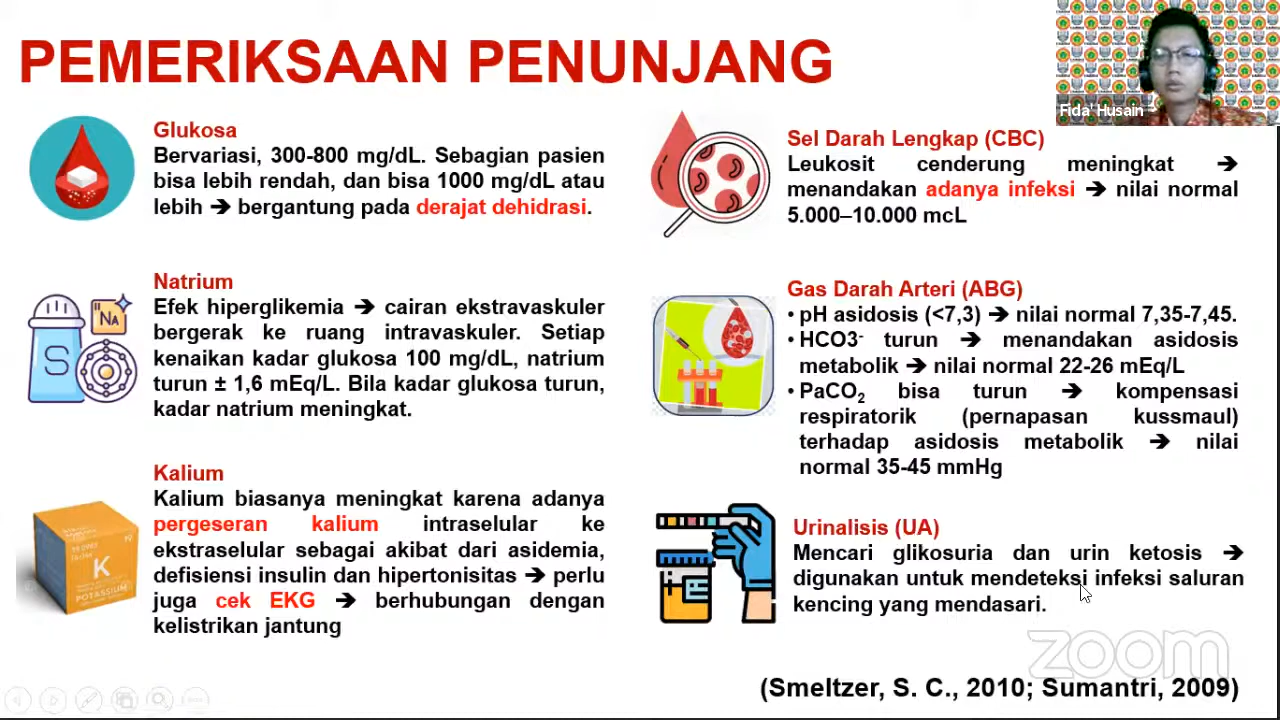 PEMERIKSAAN PENUNJANG
Fida' Husain
Glukosa
Bervariasi, 300-800 mg/dL. Sebagian pasien
bisa lebih rendah, dan bisa 1000 mg/dL atau
lebih ➔ bergantung pada derajat dehidrasi.
Natrium
Efek hiperglikemia ➔ cairan ekstravaskuler
bergerak ke ruang intravaskuler. Setiap
kenaikan kadar glukosa 100 mg/dL, natrium
turun ± 1,6 mEq/L. Bila kadar glukosa turun,
kadar natrium meningkat.
NA
S
Kalium
Kalium biasanya meningkat karena adanya
pergeseran kalium intraselular ke
ekstraselular sebagai akibat dari asidemia,
defisiensi insulin dan hipertonisitas ➔ perlu
juga cek EKG ➔ berhubungan dengan
kelistrikan jantung
19
K
POTASSIUM
Sel Darah Lengkap (CBC)
Leukosit cenderung meningkat ➔
menandakan adanya infeksi ➔ nilai normal
5.000–10.000 mcL
Gas Darah Arteri (ABG)
• pH asidosis (<7,3) ➔ nilai normal 7,35-7,45.
• HCO3- turun ➔ menandakan asidosis
metabolik ➔ nilai normal 22-26 mEq/L
• PaCO2 bisa turun ➔ kompensasi
respiratorik (pernapasan kussmaul)
terhadap asidosis metabolik ➔ nilai
normal 35-45 mmHg
Urinalisis (UA)
Mencari glikosuria dan urin ketosis ➔
digunakan untuk mendeteksi infeksi saluran
kencing yang mendasari.
zoom
(Smeltzer, S. C., 2010; Sumantri, 2009)